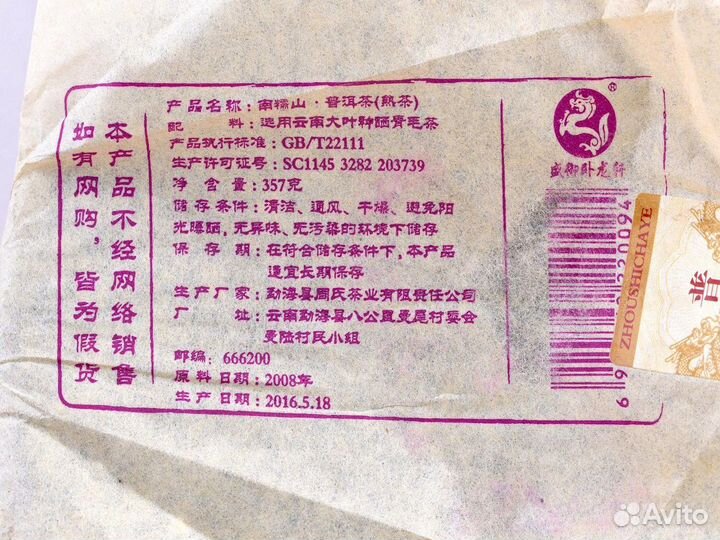 本产品不经网络销售
如有网购，皆为假货
产品名称：南糯山·普洱茶(熟茶)
配料：选用云南大叶种晒青毛茶
产品执行标准：GB/T22111
生产许可证号：SC1145 3282 203739
净含量：357克
储存条件：清洁、通风、干燥、避免阳
光曝晒，无异味、无污染的环境下储存
保存期：在符合储存条件下，本产品
适宜长期保存
生产厂家：勐海县周氏茶业有限责任公司
厂址：云南勐海县八公里曼尾村委会
曼陆村民小组
邮编：666200
原料日期：2008年
生产日期：2016.5.18
®
盛御卧龙轩
ZHOUSHICHAYE
普
Avito